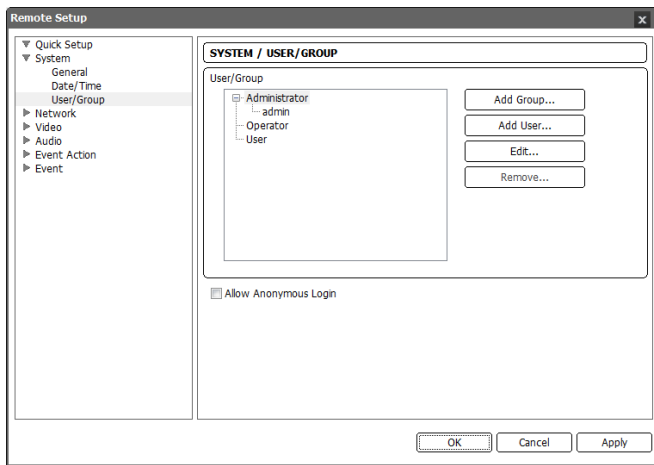 Remote Setup
x
Quick Setup
System
General
Date/Time
User/Group
Network
Video
Audio
Event Action
Event
SYSTEM / USER/GROUP
User/Group
Administrator
admin
Operator
User
Add Group...
Add User...
Edit...
Remove...
Allow Anonymous Login
OK
Cancel
Apply